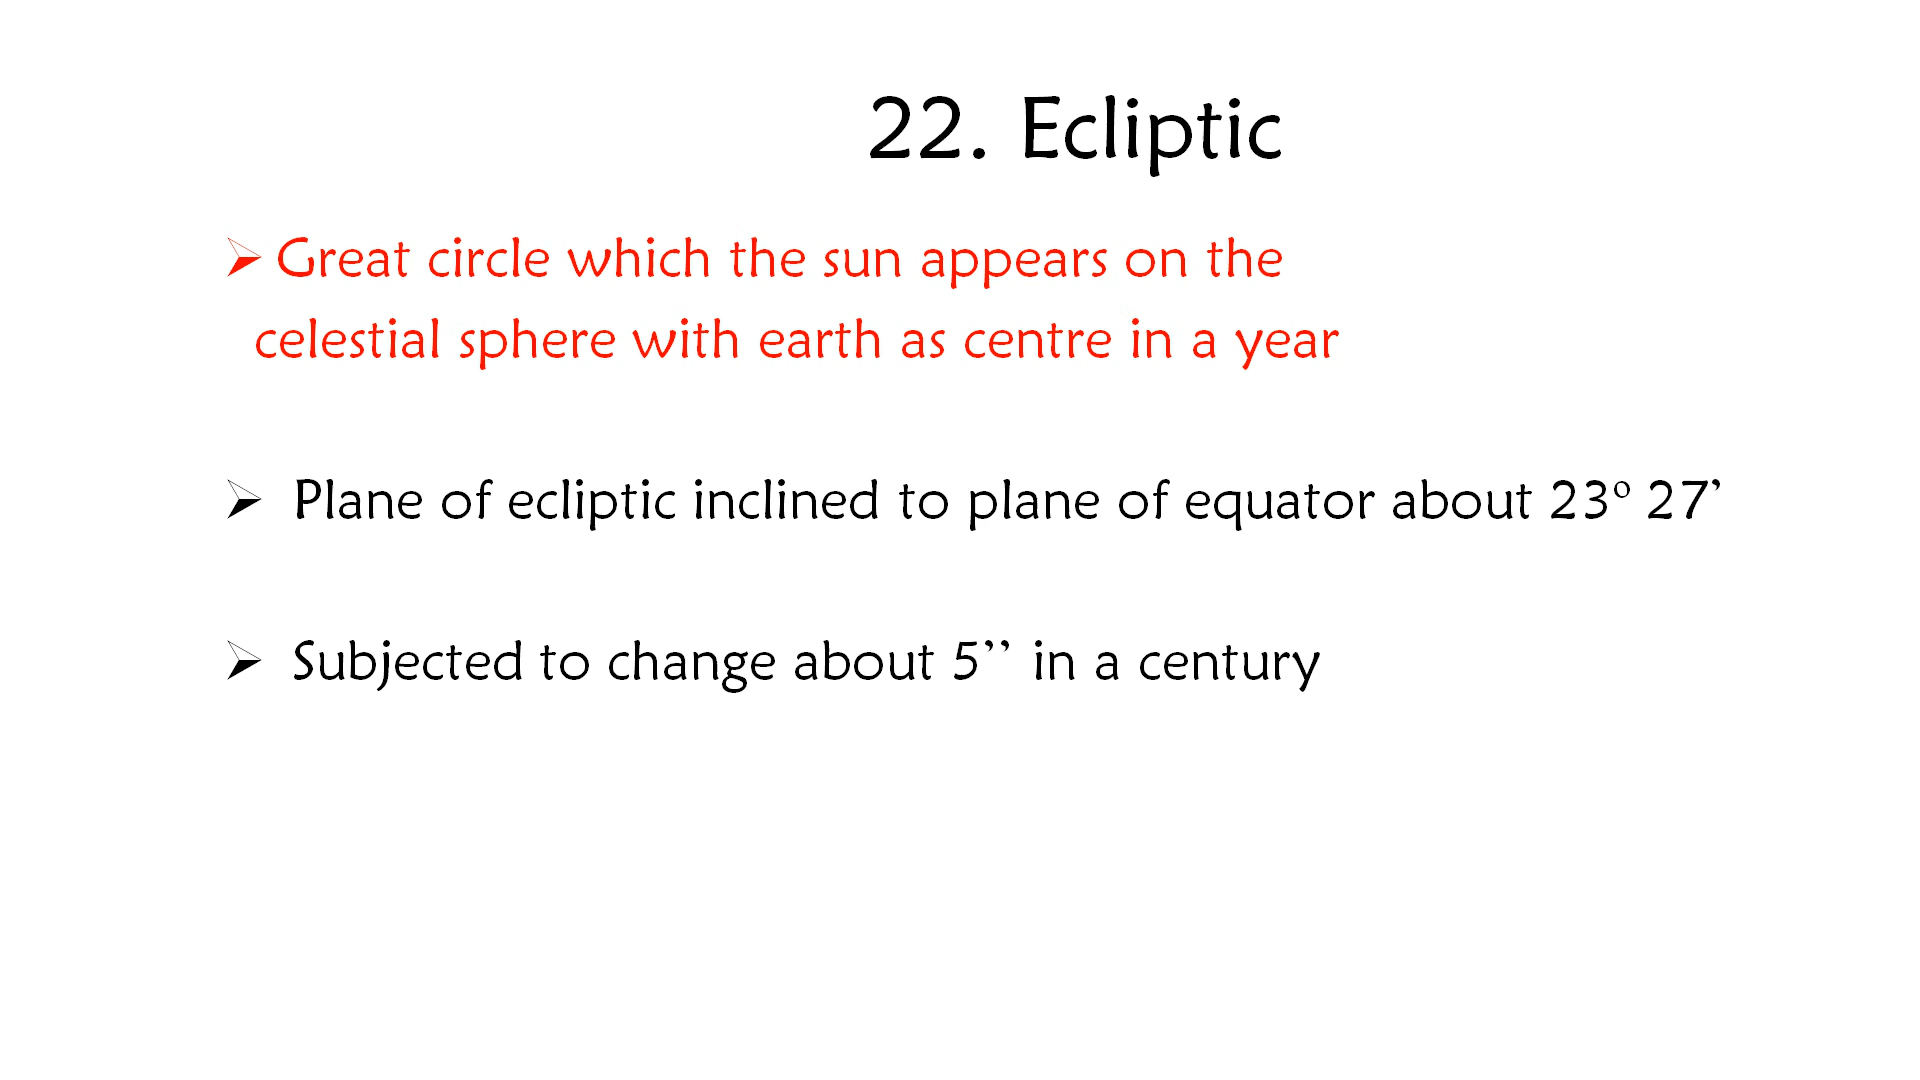 22. Ecliptic
➢ Great circle which the sun appears on the
celestial sphere with earth as centre in a year
➢ Plane of ecliptic inclined to plane of equator about 23º 27’
➢ Subjected to change about 5’’ in a century